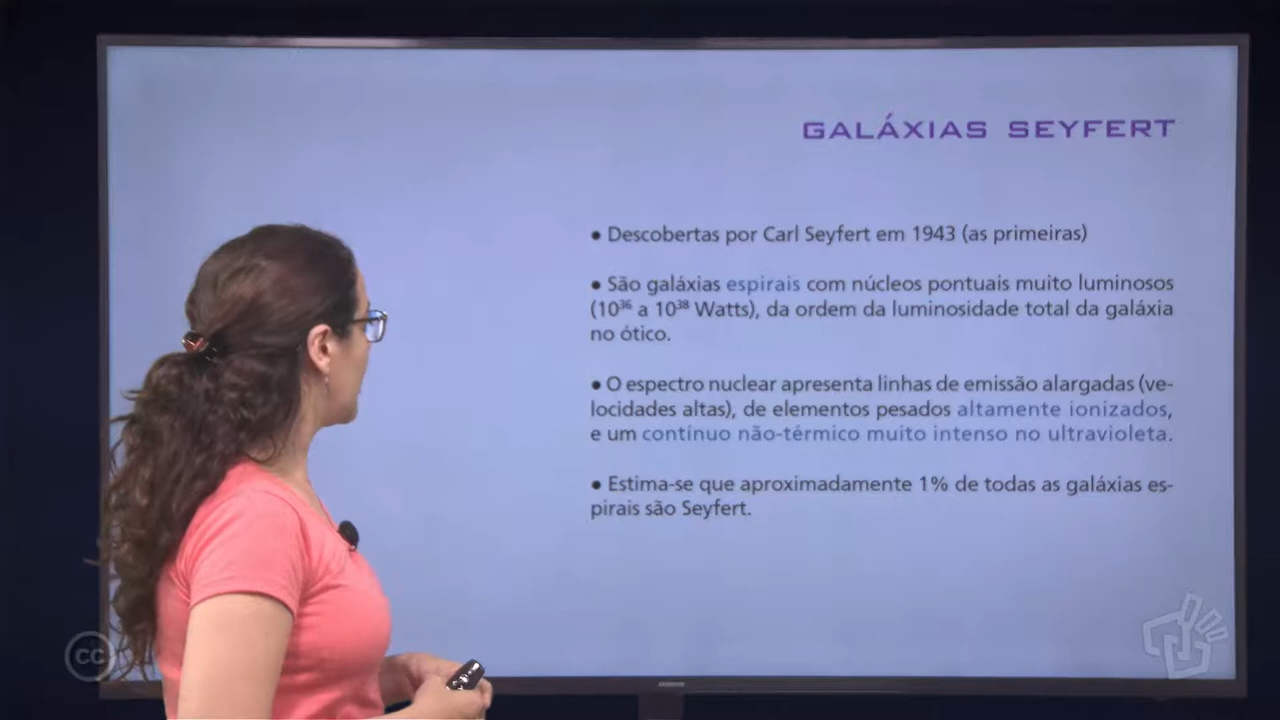 GALÁXIAS SEYFERT
• Descobertas por Carl Seyfert em 1943 (as primeiras)
• São galáxias espirais com núcleos pontuais muito luminosos
(10³⁶ a 10³⁸ Watts), da ordem da luminosidade total da galáxia
no ótico.
• O espectro nuclear apresenta linhas de emissão alargadas (ve-
locidades altas), de elementos pesados altamente ionizados,
e um contínuo não-térmico muito intenso no ultravioleta.
• Estima-se que aproximadamente 1% de todas as galáxias es-
pirais são Seyfert.
cc